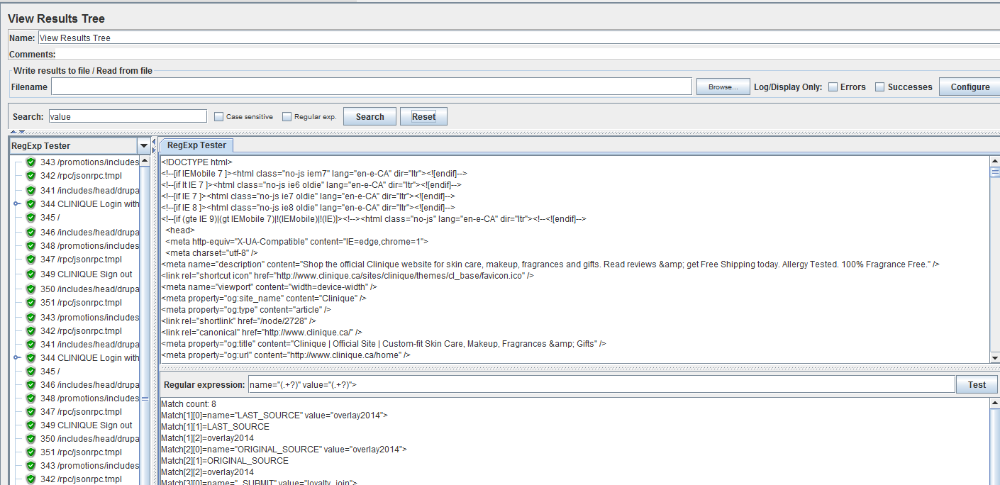 View Results Tree
Name: View Results Tree
Comments:
Write results to file / Read from file
Filename Browse... Log/Display Only: Errors Successes Configure
Search: value Case sensitive Regular exp. Search Reset
RegExp Tester
343 /promotions/includes
342 /rpc/jsonrpc.tmpl
341 /includes/head/drupa
344 CLINIQUE Login with
345 /
346 /includes/head/drupa
348 /promotions/includes
347 /rpc/jsonrpc.tmpl
349 CLINIQUE Sign out
350 /includes/head/drupa
351 /rpc/jsonrpc.tmpl
343 /promotions/includes
342 /rpc/jsonrpc.tmpl
341 /includes/head/drupa
344 CLINIQUE Login with
345 /
346 /includes/head/drupa
348 /promotions/includes
347 /rpc/jsonrpc.tmpl
349 CLINIQUE Sign out
350 /includes/head/drupa
351 /rpc/jsonrpc.tmpl
343 /promotions/includes
342 /rpc/jsonrpc.tmpl
RegExp Tester
<!DOCTYPE html>
<!--[if IEMobile 7 ]><html class="no-js iem7" lang="en-e-CA" dir="ltr"><![endif]-->
<!--[if lt IE 7 ]><html class="no-js ie6 oldie" lang="en-e-CA" dir="ltr"><![endif]-->
<!--[if IE 7 ]><html class="no-js ie7 oldie" lang="en-e-CA" dir="ltr"><![endif]-->
<!--[if IE 8 ]><html class="no-js ie8 oldie" lang="en-e-CA" dir="ltr"><![endif]-->
<!--[if (gte IE 9)|(gt IEMobile 7)|!(IEMobile)|!(IE)]><!--><html class="no-js" lang="en-e-CA" dir="ltr"><!--<![endif]-->
<head>
<meta http-equiv="X-UA-Compatible" content="IE=edge,chrome=1">
<meta charset="utf-8" />
<meta name="description" content="Shop the official Clinique website for skin care, makeup, fragrances and gifts. Read reviews &amp; get Free Shipping today. Allergy Tested. 100% Fragrance Free." />
<link rel="shortcut icon" href="http://www.clinique.ca/sites/clinique/themes/cl_base/favicon.ico" />
<meta name="viewport" content="width=device-width" />
<meta property="og:site_name" content="Clinique" />
<meta property="og:type" content="article" />
<link rel="shortlink" href="/node/2728" />
<link rel="canonical" href="http://www.clinique.ca/" />
<meta property="og:title" content="Clinique | Official Site | Custom-fit Skin Care, Makeup, Fragrances &amp; Gifts" />
<meta property="og:url" content="http://www.clinique.ca/home" />
Regular expression: name="(.+?)" value="(.+?)"> Test
Match count: 8
Match[1][0]=name="LAST_SOURCE" value="overlay2014">
Match[1][1]=LAST_SOURCE
Match[1][2]=overlay2014
Match[2][0]=name="ORIGINAL_SOURCE" value="overlay2014">
Match[2][1]=ORIGINAL_SOURCE
Match[2][2]=overlay2014
Match[3][0]=name="_SUBMIT" value="loyalty_join">